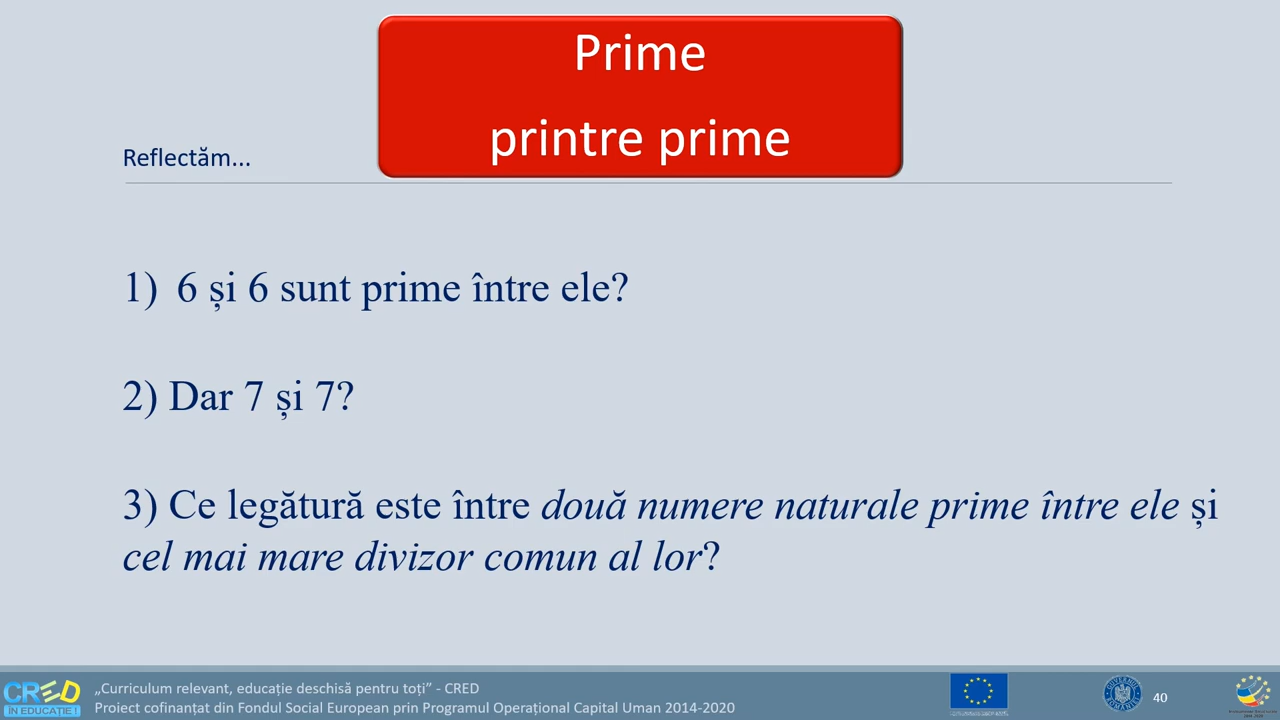 Prime
printre prime
Reflectăm...
1) 6 și 6 sunt prime între ele?
2) Dar 7 și 7?
3) Ce legătură este între două numere naturale prime între ele și
cel mai mare divizor comun al lor?
CRED
ÎN EDUCAȚIE !
„Curriculum relevant, educație deschisă pentru toți” - CRED
Proiect cofinanțat din Fondul Social European prin Programul Operațional Capital Uman 2014-2020
40